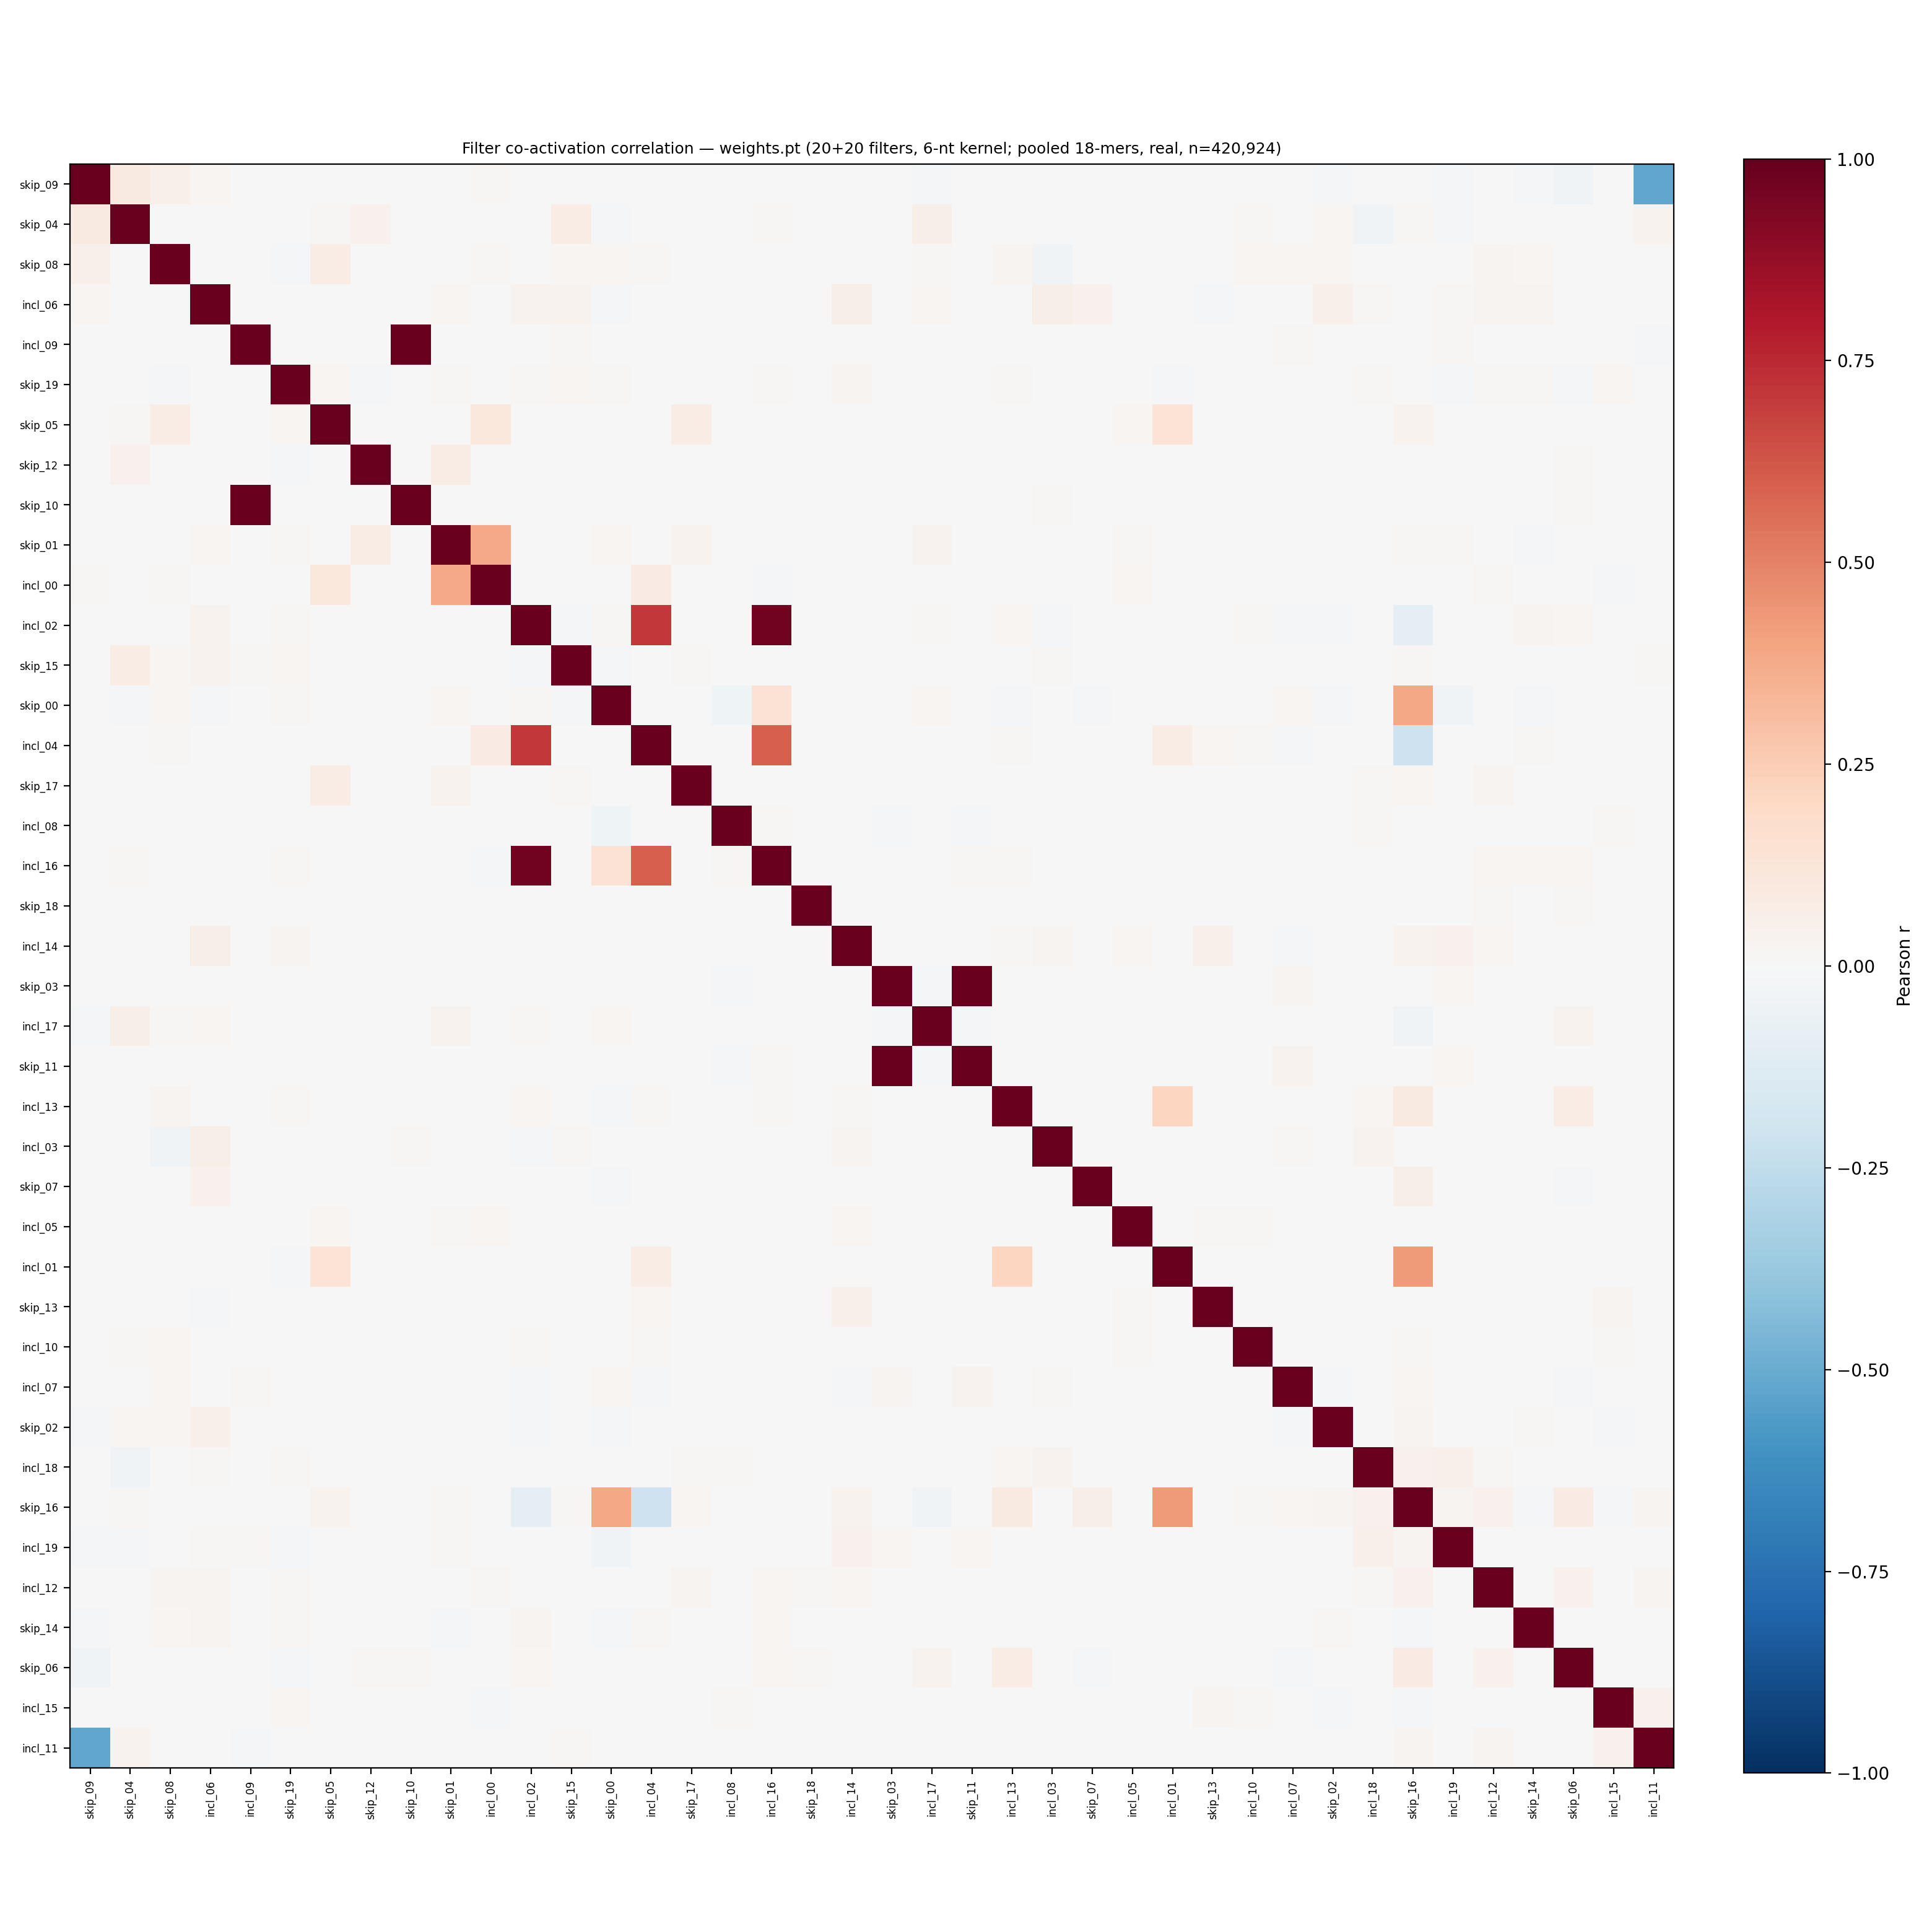 Filter co-activation correlation — weights.pt (20+20 filters, 6-nt kernel; pooled 18-mers, real, n=420,924)
skip_09
skip_04
skip_08
incl_06
incl_09
skip_19
skip_05
skip_12
skip_10
skip_01
incl_00
incl_02
skip_15
skip_00
incl_04
skip_17
incl_08
incl_16
skip_18
incl_14
skip_03
incl_17
skip_11
incl_13
incl_03
skip_07
incl_05
incl_01
skip_13
incl_10
incl_07
skip_02
incl_18
skip_16
incl_19
incl_12
skip_14
skip_06
incl_15
incl_11
skip_09
skip_04
skip_08
incl_06
incl_09
skip_19
skip_05
skip_12
skip_10
skip_01
incl_00
incl_02
skip_15
skip_00
incl_04
skip_17
incl_08
incl_16
skip_18
incl_14
skip_03
incl_17
skip_11
incl_13
incl_03
skip_07
incl_05
incl_01
skip_13
incl_10
incl_07
skip_02
incl_18
skip_16
incl_19
incl_12
skip_14
skip_06
incl_15
incl_11
1.00
0.75
0.50
0.25
0.00
−0.25
−0.50
−0.75
−1.00
Pearson r